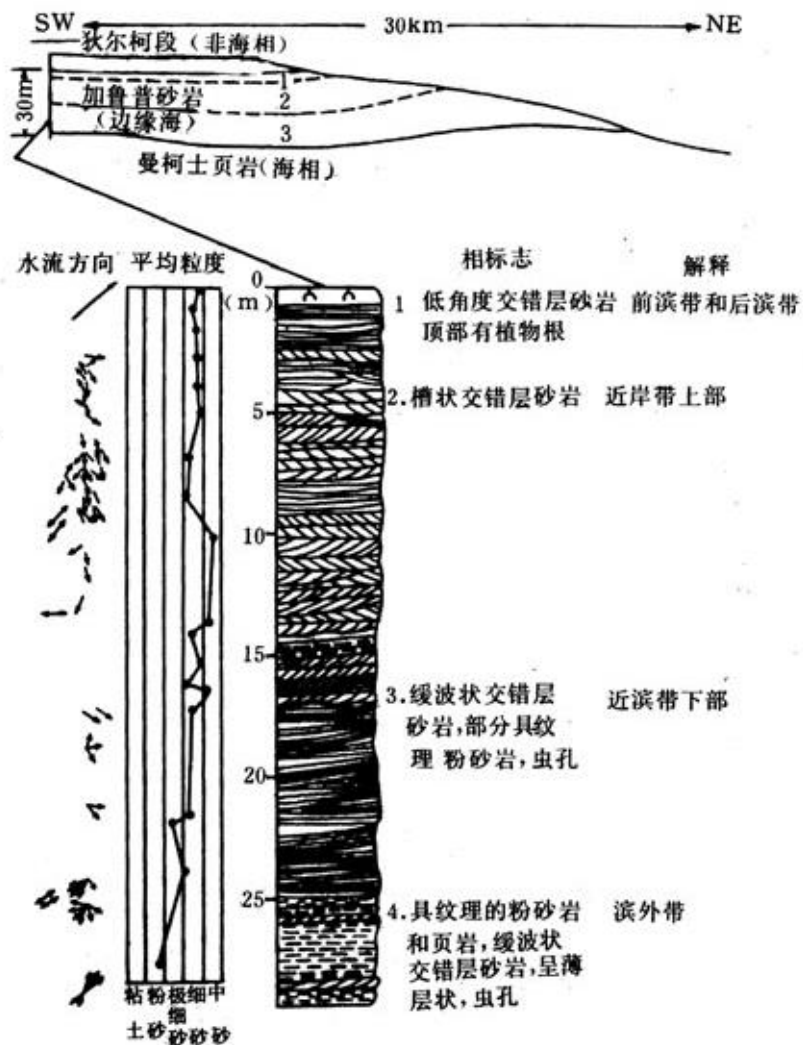 SW 30km NE
狄尔柯段（非海相）
1
30m
加鲁普砂岩
2
（边缘海）
3
曼柯士页岩（海相）
水流方向 平均粒度
0
(m)
相标志
解释
1 低角度交错层砂岩
顶部有植物根
前滨带和后滨带
2.槽状交错层砂岩
近岸带上部
5
10
15
3.缓波状交错层
砂岩,部分具纹
理粉砂岩,虫孔
近滨带下部
20
25
4.具纹理的粉砂岩
和页岩,缓波状
交错层砂岩,呈薄
层状,虫孔
滨外带
粘土
粉砂
极细砂
细砂
中砂